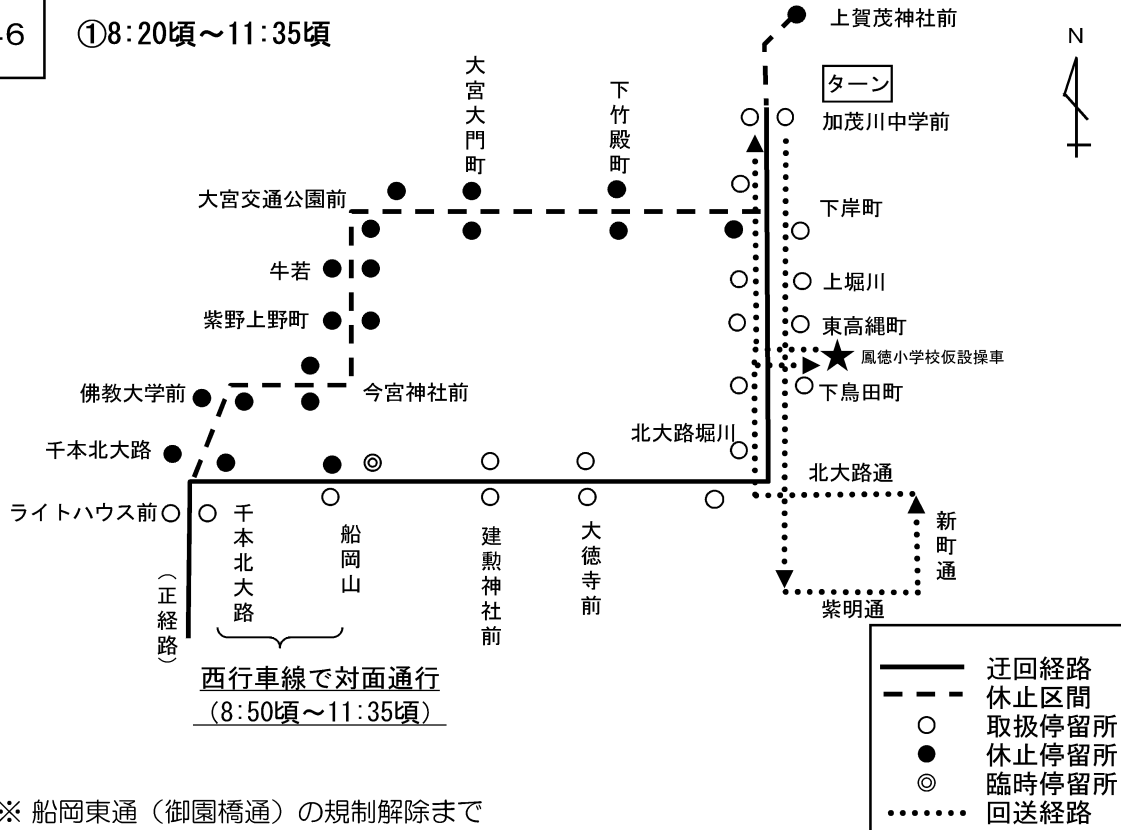 46
①8:20頃～11:35頃
上賀茂神社前
N
ターン
加茂川中学前
大宮大門町
下竹殿町
大宮交通公園前
下岸町
牛若
上堀川
紫野上野町
東高縄町
鳳徳小学校仮設操車
佛教大学前
今宮神社前
下鳥田町
千本北大路
北大路堀川
北大路通
ライトハウス前
千本北大路
船岡山
建勲神社前
大徳寺前
新町通
(正経路)
紫明通
西行車線で対面通行
(8:50頃～11:35頃)
迂回経路
休止区間
取扱停留所
休止停留所
臨時停留所
回送経路
※ 船岡東通（御園橋通）の規制解除まで